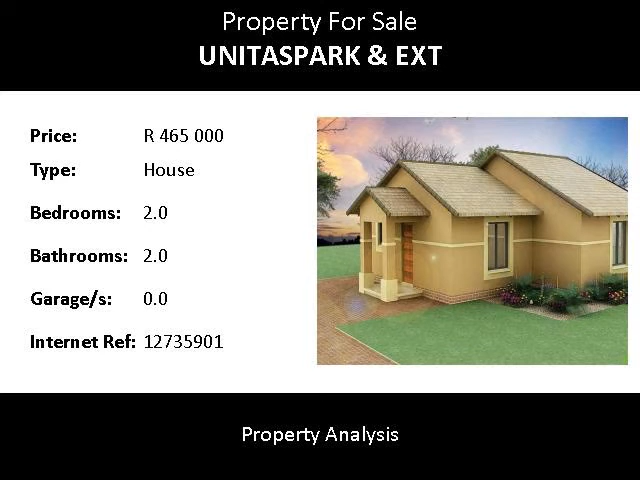 Property For Sale
UNITASPARK & EXT
Price: R 465 000
Type: House
Bedrooms: 2.0
Bathrooms: 2.0
Garage/s: 0.0
Internet Ref: 12735901
Property Analysis